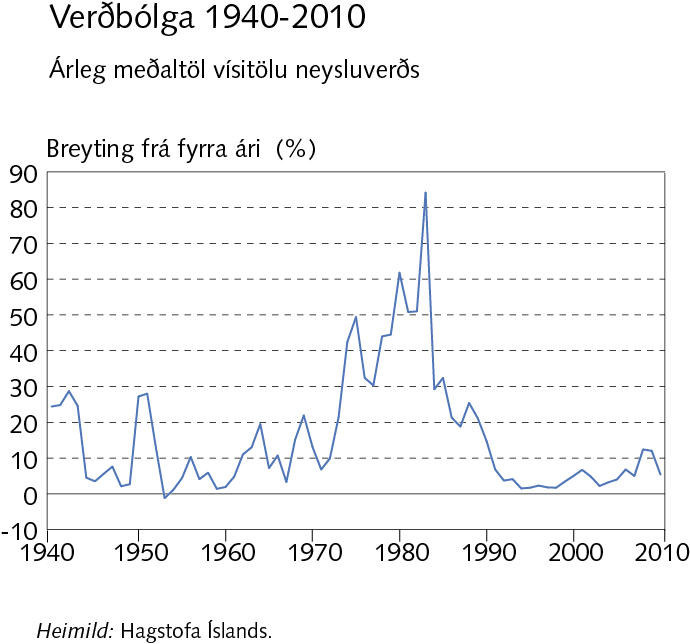 Verðbólga 1940-2010
Árleg meðaltöl vísitölu neysluverðs
Breyting frá fyrra ári (%)
90
80
70
60
50
40
30
20
10
0
-10
1940 1950 1960 1970 1980 1990 2000 2010
Heimild: Hagstofa Íslands.